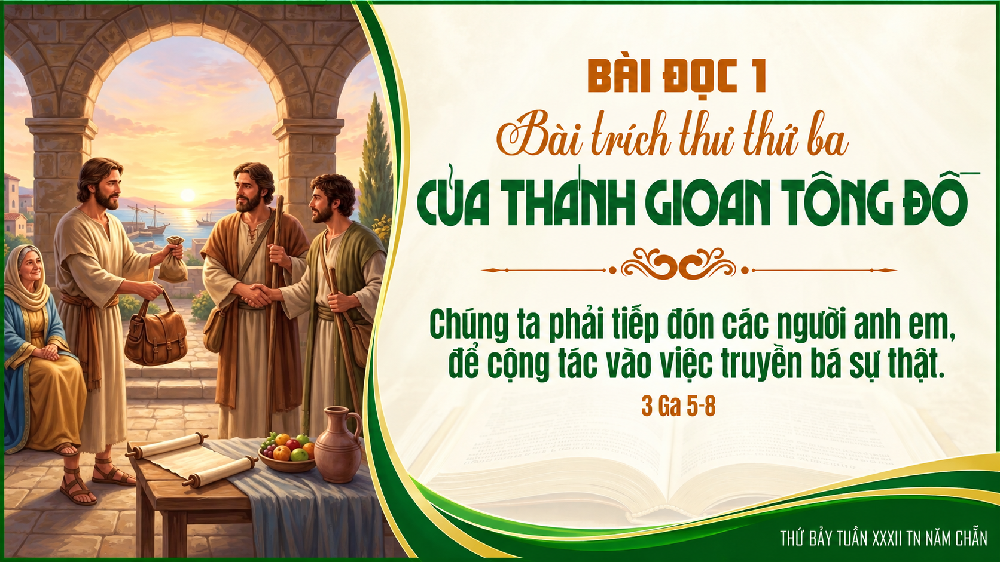 BÀI ĐỌC 1
Bài trích thư thứ ba
CỦA THÁNH GIOAN TÔNG ĐỒ
Chúng ta phải tiếp đón các người anh em,
để cộng tác vào việc truyền bá sự thật.
3 Ga 5-8
THỨ BẢY TUẦN XXXII TN NĂM CHẴN